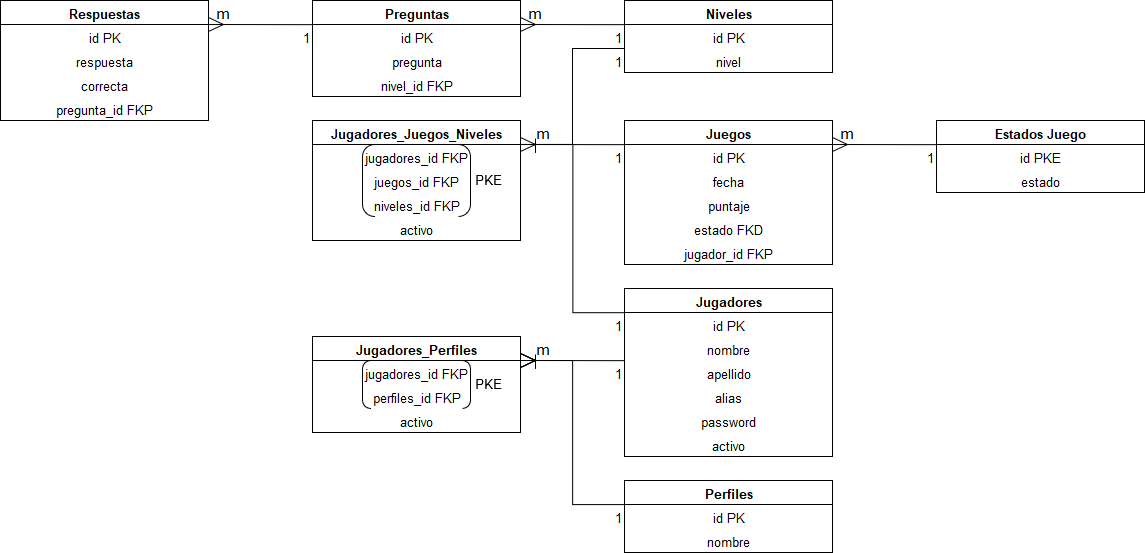 Respuestas
id PK
respuesta
correcta
pregunta_id FKP
m
1
Preguntas
id PK
pregunta
nivel_id FKP
m
1
1
Niveles
id PK
nivel
Jugadores_Juegos_Niveles
jugadores_id FKP
juegos_id FKP
niveles_id FKP
PKE
activo
m
1
Juegos
id PK
fecha
puntaje
estado FKD
jugador_id FKP
m
1
Estados Juego
id PKE
estado
Jugadores_Perfiles
jugadores_id FKP
perfiles_id FKP
PKE
activo
m
1
1
Jugadores
id PK
nombre
apellido
alias
password
activo
1
Perfiles
id PK
nombre